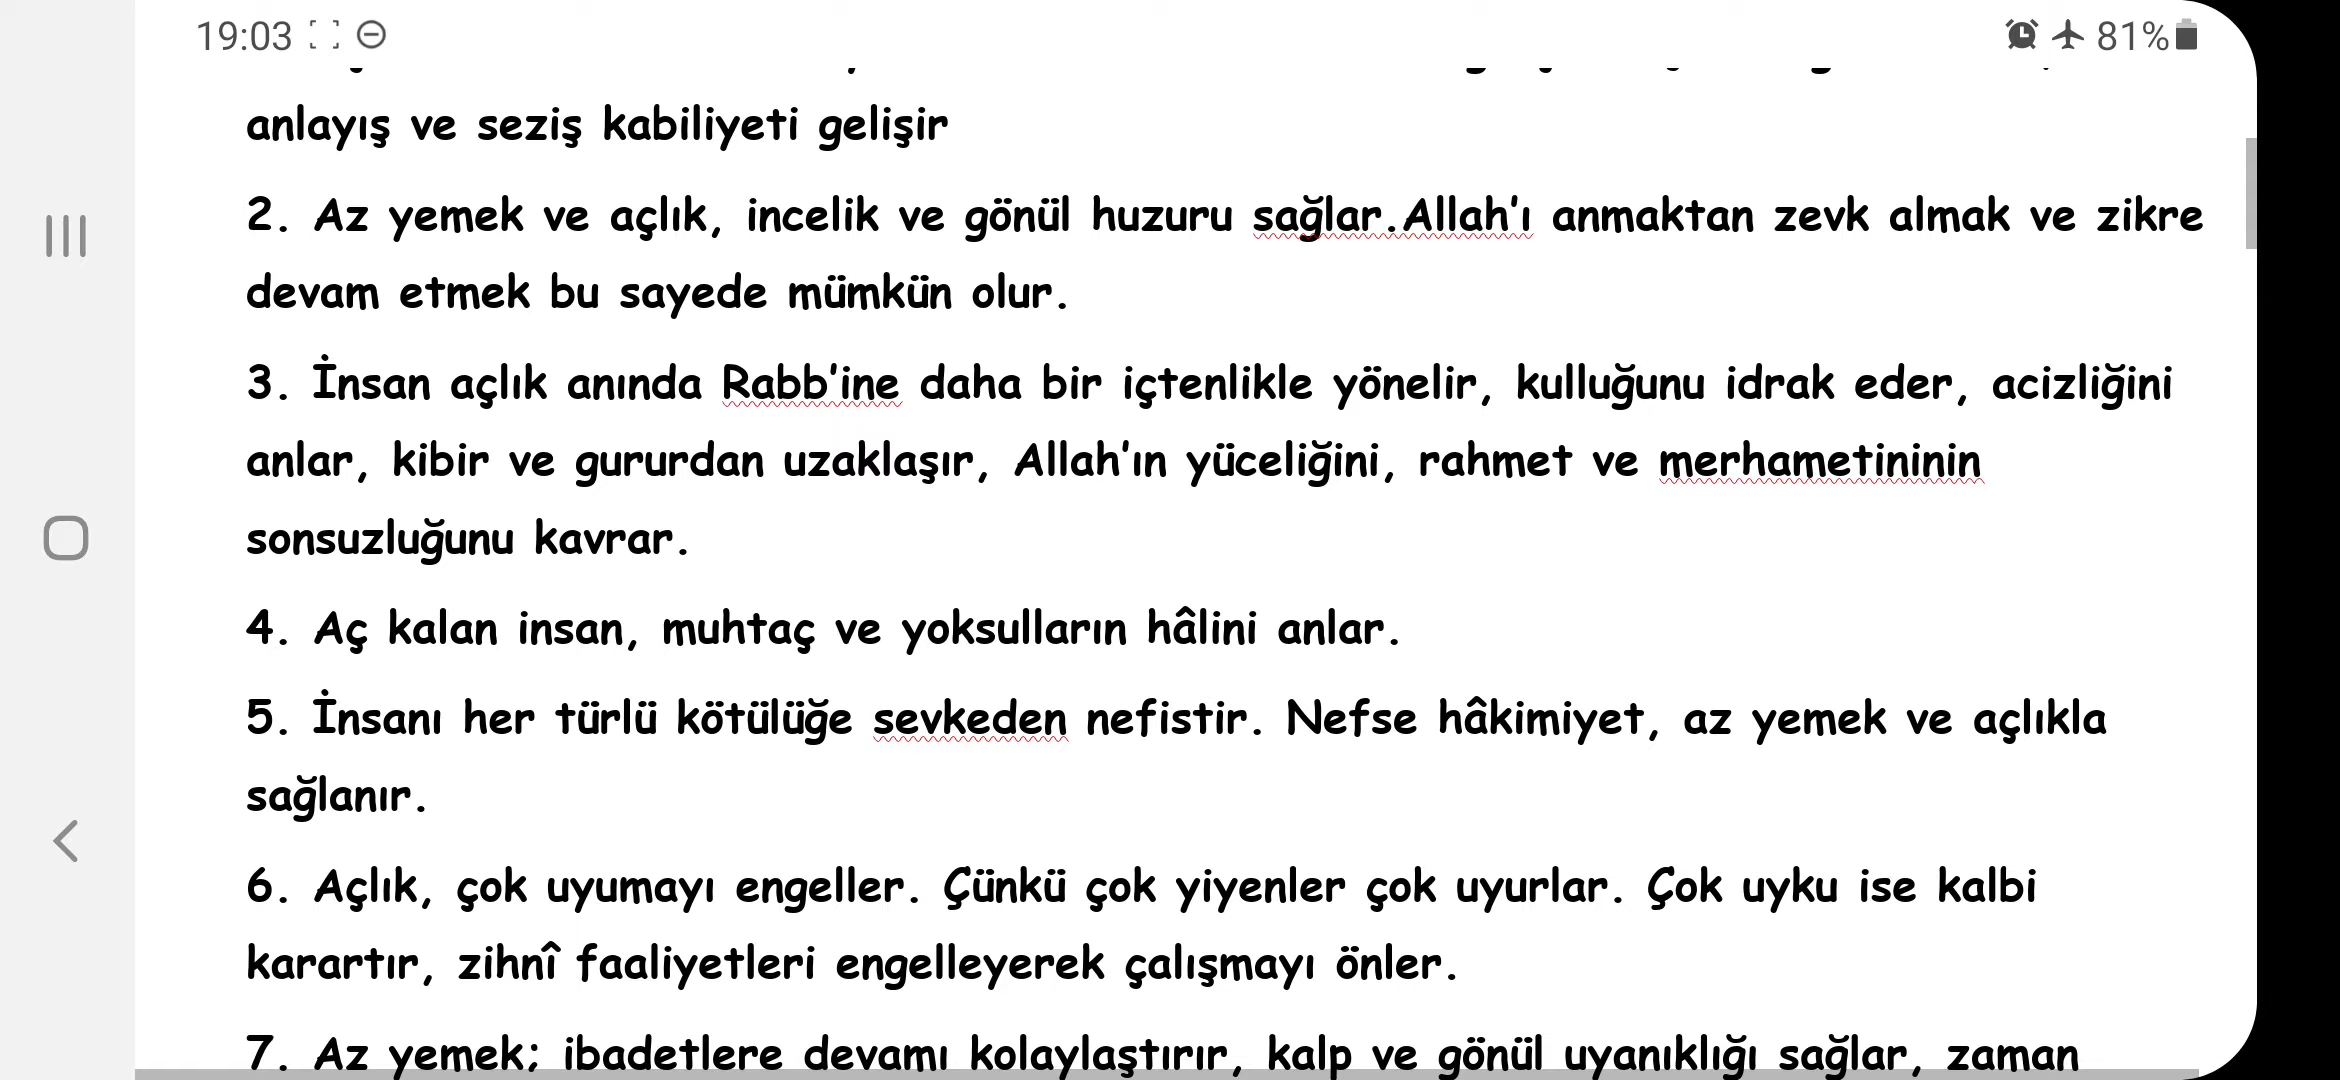 19:03
81%
anlayış ve seziş kabiliyeti gelişir
2. Az yemek ve açlık, incelik ve gönül huzuru sağlar.Allah'ı anmaktan zevk almak ve zikre
devam etmek bu sayede mümkün olur.
3. İnsan açlık anında Rabb'ine daha bir içtenlikle yönelir, kulluğunu idrak eder, acizliğini
anlar, kibir ve gururdan uzaklaşır, Allah'ın yüceliğini, rahmet ve merhametininin
sonsuzluğunu kavrar.
4. Aç kalan insan, muhtaç ve yoksulların hâlini anlar.
5. İnsanı her türlü kötülüğe sevkeden nefistir. Nefse hâkimiyet, az yemek ve açlıkla
sağlanır.
6. Açlık, çok uyumayı engeller. Çünkü çok yiyenler çok uyurlar. Çok uyku ise kalbi
karartır, zihnî faaliyetleri engelleyerek çalışmayı önler.
7. Az yemek; ibadetlere devamı kolaylaştırır, kalp ve gönül uyanıklığı sağlar, zaman